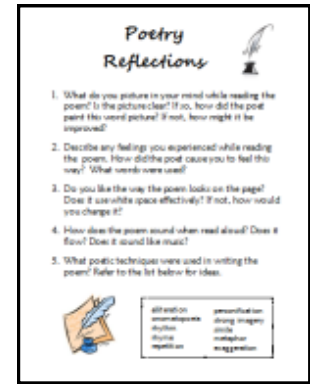 Poetry
Reflections
1. What do you picture in your mind while reading the
poem? Is the picture clear? If so, how did the poet
paint this word picture? If not, how might it be
improved?
2. Describe any feelings you experienced while reading
the poem. How did the poet cause you to feel this
way? What words were used?
3. Do you like the way the poem looks on the page?
Does it use white space effectively? If not, how would
you change it?
4. How does the poem sound when read aloud? Does it
flow? Does it sound like music?
5. What poetic techniques were used in writing the
poem? Refer to the list below for ideas.
alliteration personification
onomatopoeia strong imagery
rhythm simile
rhyme metaphor
repetition exaggeration